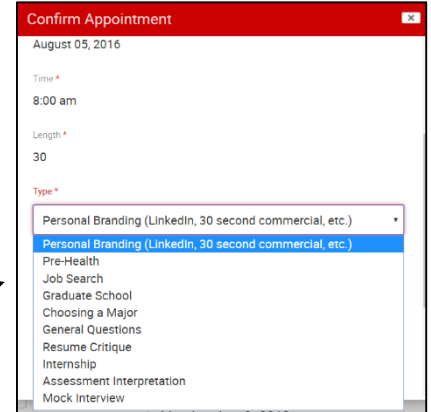 Confirm Appointment
August 05, 2016
Time *
8:00 am
Length *
30
Type *
Personal Branding (LinkedIn, 30 second commercial, etc.)
Personal Branding (LinkedIn, 30 second commercial, etc.)
Pre-Health
Job Search
Graduate School
Choosing a Major
General Questions
Resume Critique
Internship
Assessment Interpretation
Mock Interview